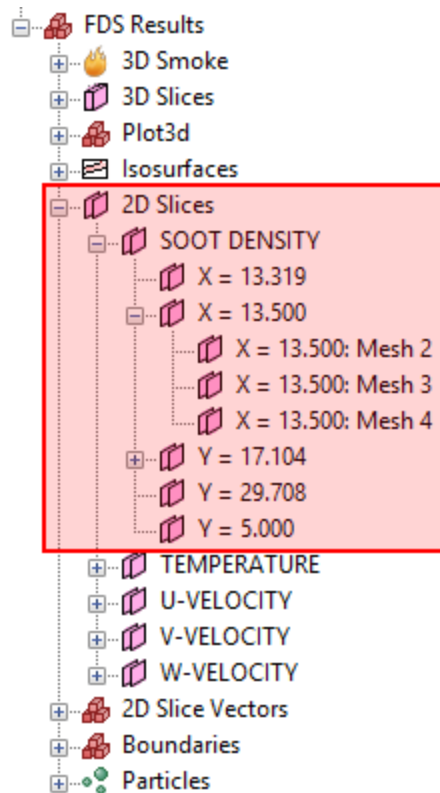 FDS Results
3D Smoke
3D Slices
Plot3d
Isosurfaces
2D Slices
SOOT DENSITY
X = 13.319
X = 13.500
X = 13.500: Mesh 2
X = 13.500: Mesh 3
X = 13.500: Mesh 4
Y = 17.104
Y = 29.708
Y = 5.000
TEMPERATURE
U-VELOCITY
V-VELOCITY
W-VELOCITY
2D Slice Vectors
Boundaries
Particles